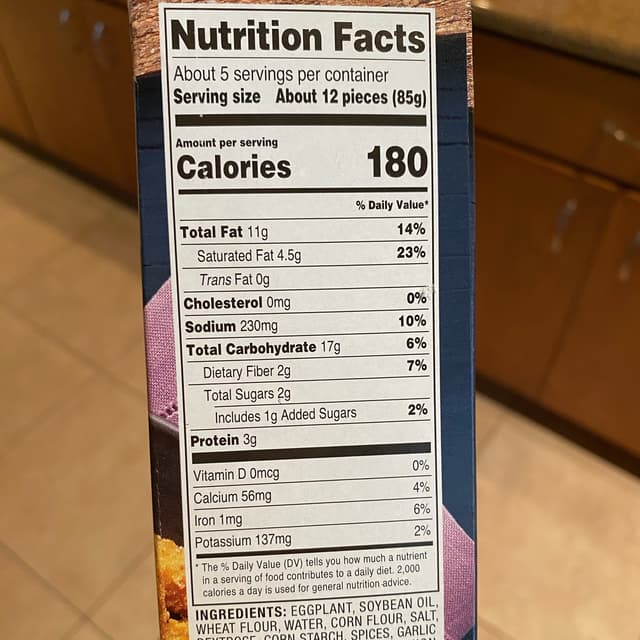 Nutrition Facts
About 5 servings per container
Serving size About 12 pieces (85g)
Amount per serving
Calories 180
% Daily Value*
Total Fat 11g 14%
Saturated Fat 4.5g 23%
Trans Fat 0g
Cholesterol 0mg 0%
Sodium 230mg 10%
Total Carbohydrate 17g 6%
Dietary Fiber 2g 7%
Total Sugars 2g
Includes 1g Added Sugars 2%
Protein 3g
Vitamin D 0mcg 0%
Calcium 56mg 4%
Iron 1mg 6%
Potassium 137mg 2%
* The % Daily Value (DV) tells you how much a nutrient
in a serving of food contributes to a daily diet. 2,000
calories a day is used for general nutrition advice.
INGREDIENTS: EGGPLANT, SOYBEAN OIL,
WHEAT FLOUR, WATER, CORN FLOUR, SALT,
DEXTROSE, CORN STARCH, SPICES, GARLIC